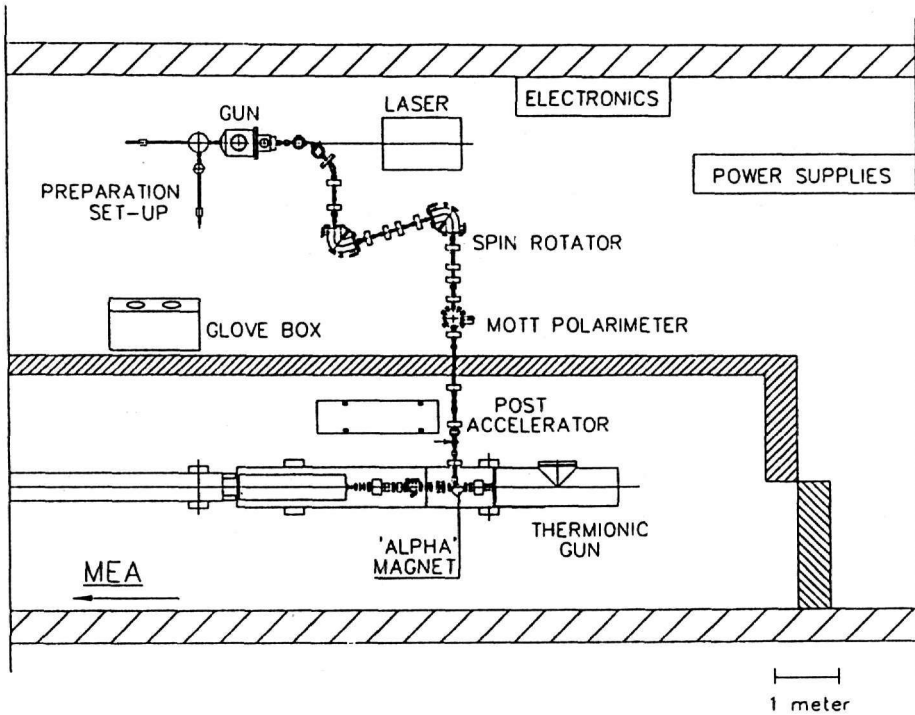 ELECTRONICS
LASER
GUN
POWER SUPPLIES
PREPARATION
SET-UP
SPIN ROTATOR
MOTT POLARIMETER
GLOVE BOX
POST
ACCELERATOR
THERMIONIC
GUN
'ALPHA'
MAGNET
MEA
1 meter